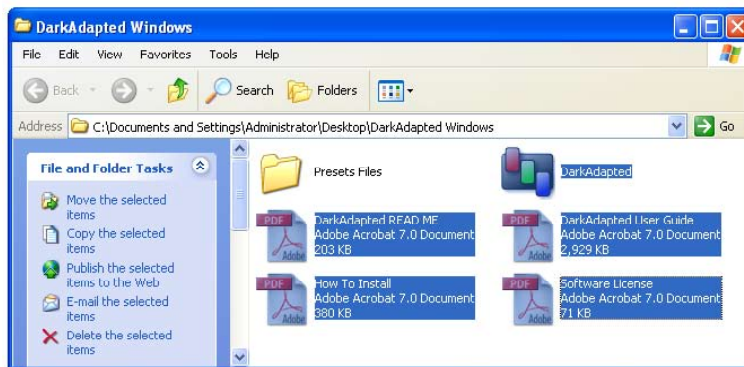 DarkAdapted Windows
File Edit View Favorites Tools Help
Back Search Folders
Address C:\Documents and Settings\Administrator\Desktop\DarkAdapted Windows Go
File and Folder Tasks
Move the selected
items
Copy the selected
items
Publish the selected
items to the Web
E-mail the selected
items
Delete the selected
items
Presets Files
DarkAdapted
PDF
Adobe
DarkAdapted READ ME
Adobe Acrobat 7.0 Document
203 KB
PDF
Adobe
DarkAdapted User Guide
Adobe Acrobat 7.0 Document
2,929 KB
PDF
Adobe
How To Install
Adobe Acrobat 7.0 Document
380 KB
PDF
Adobe
Software License
Adobe Acrobat 7.0 Document
71 KB